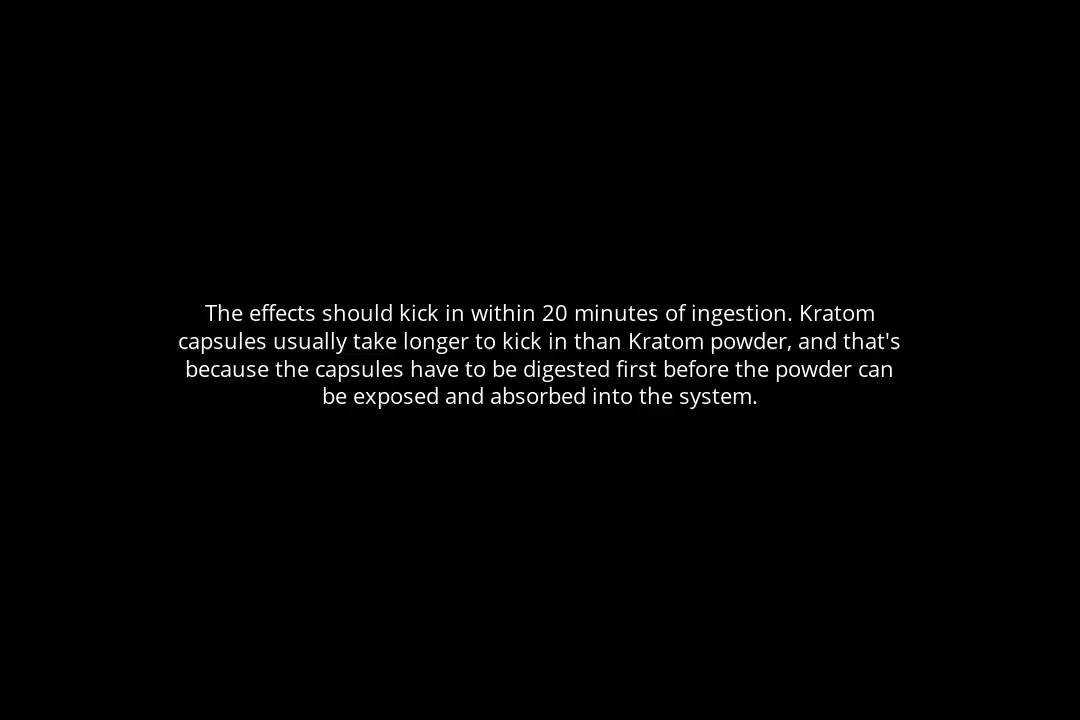 The effects should kick in within 20 minutes of ingestion. Kratom
capsules usually take longer to kick in than Kratom powder, and that's
because the capsules have to be digested first before the powder can
be exposed and absorbed into the system.